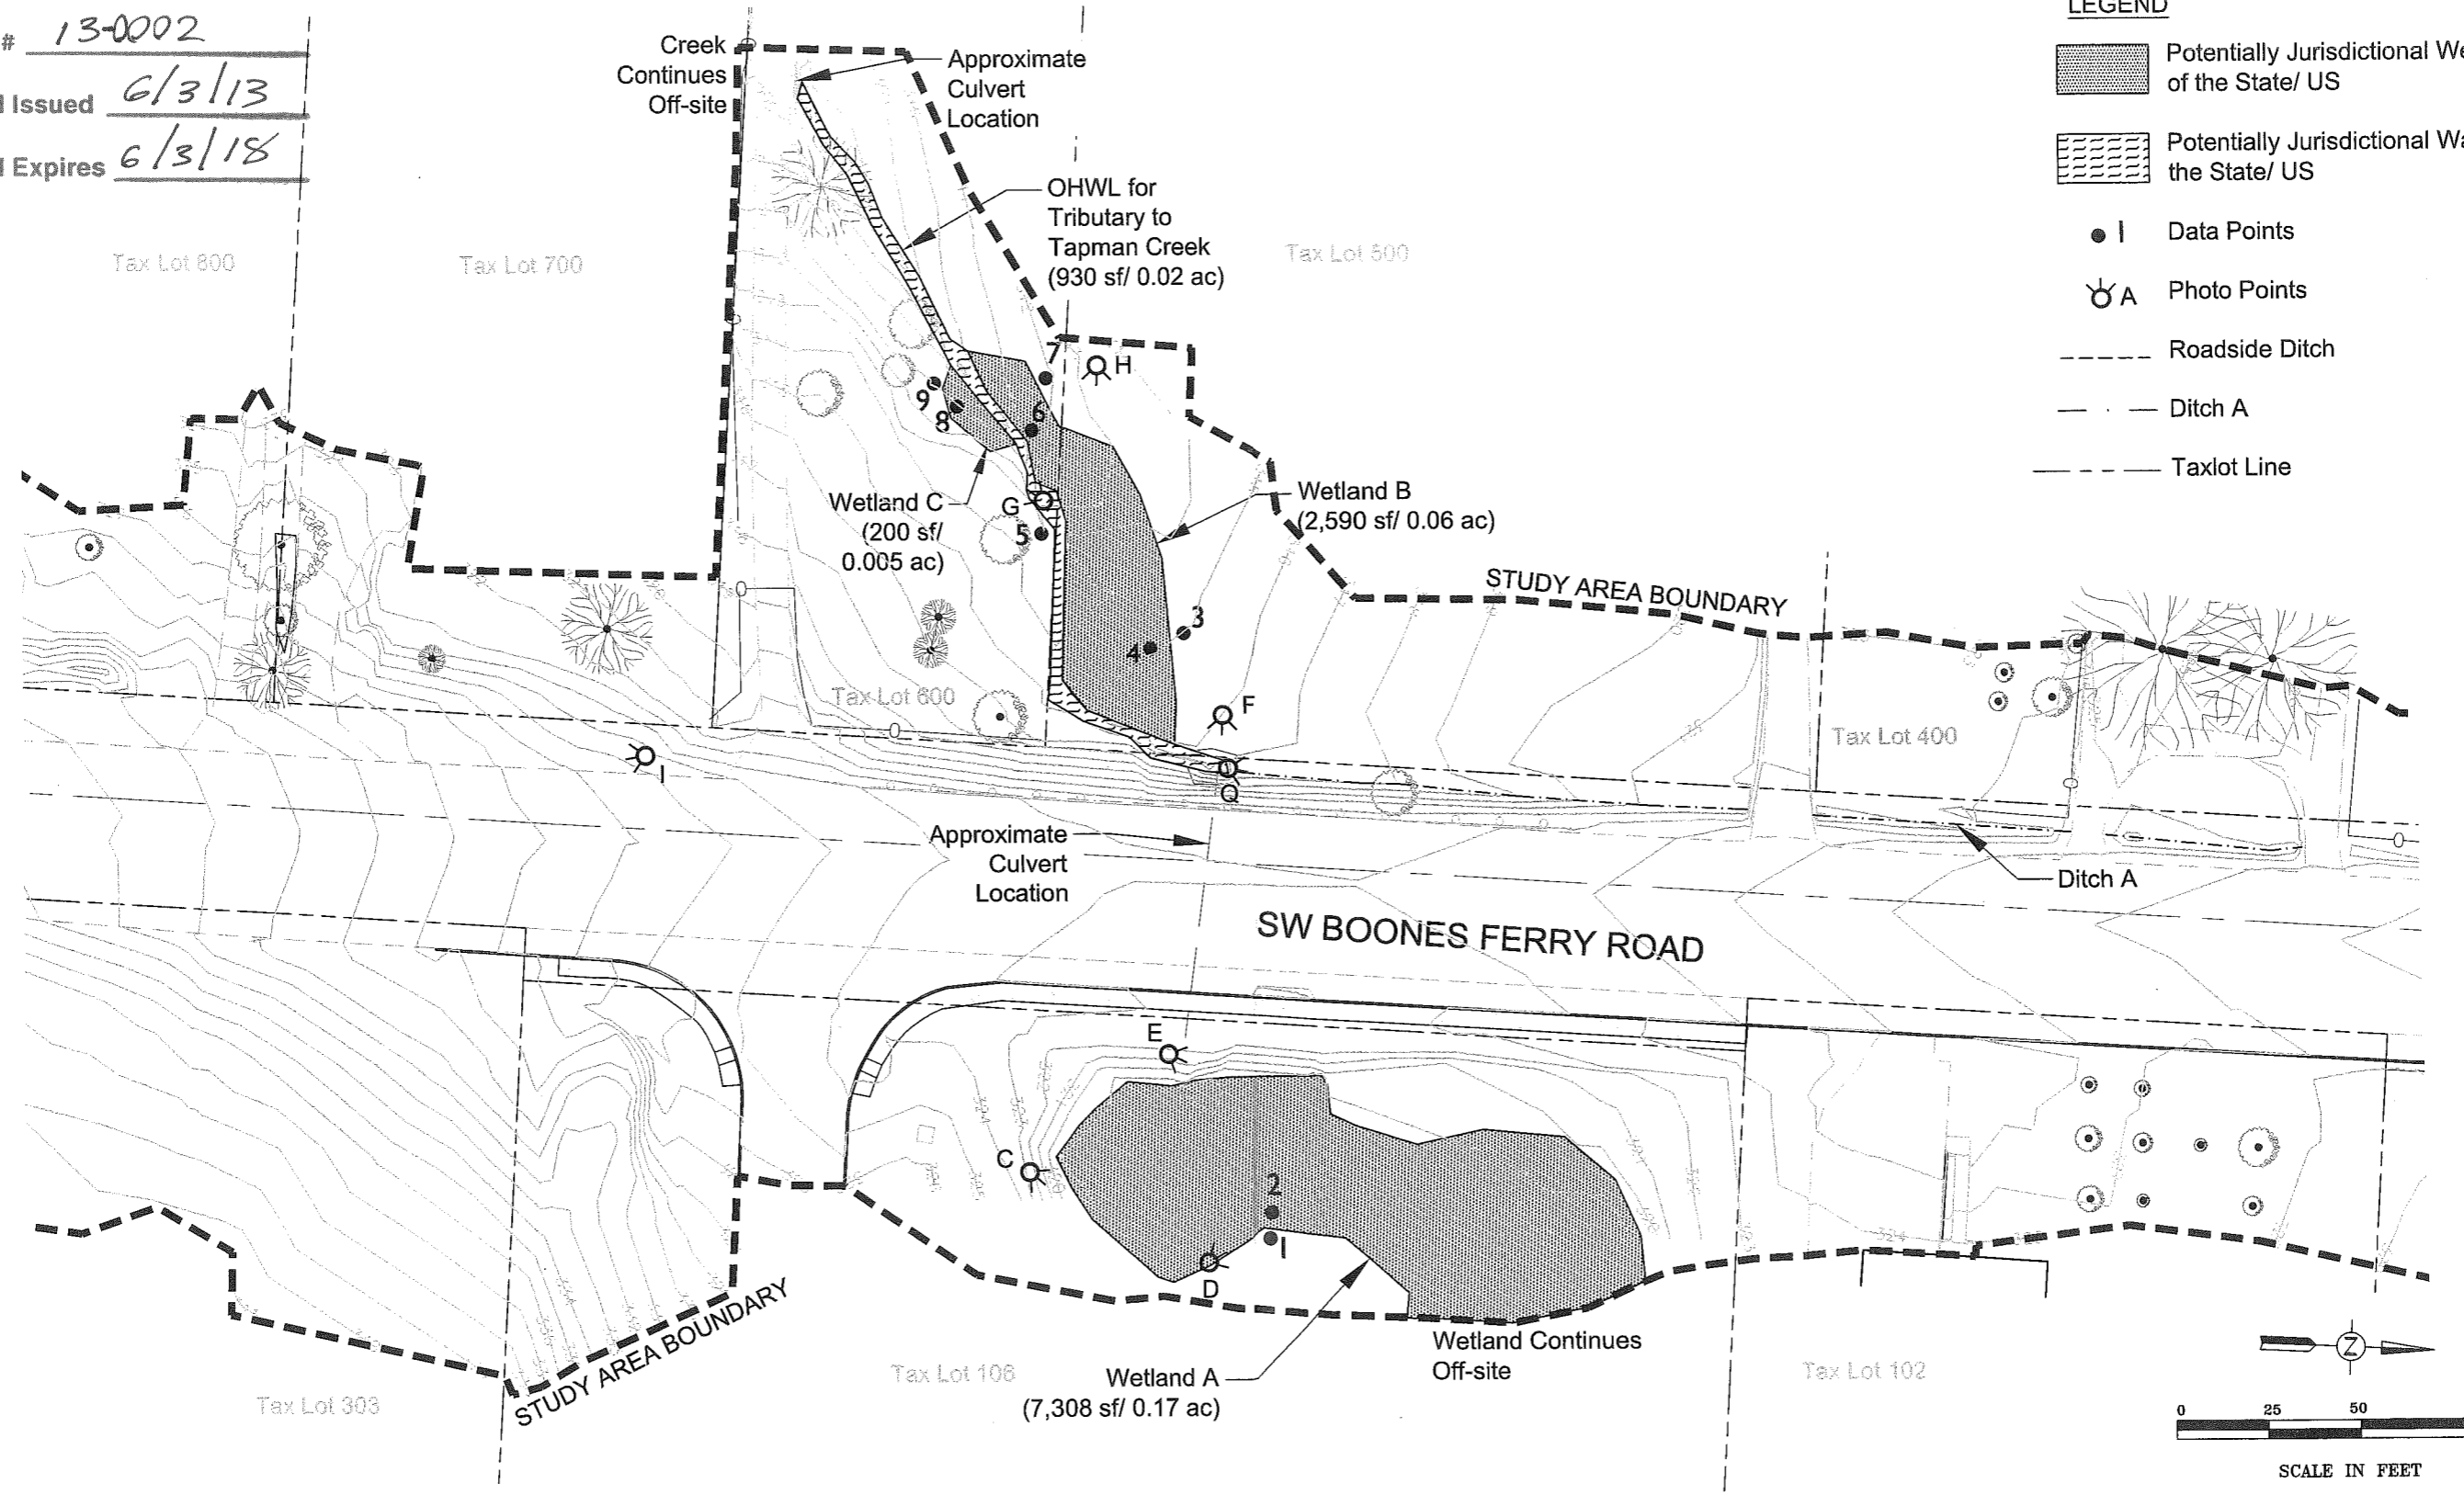 # 13-0002
Issued 6/3/13
Expires 6/3/18
Creek
Continues
Off-site
Approximate
Culvert
Location
OHWL for
Tributary to
Tapman Creek
(930 sf/ 0.02 ac)
Tax Lot 800
Tax Lot 700
Tax Lot 500
LEGEND
Potentially Jurisdictional We
of the State/ US
Potentially Jurisdictional Wa
the State/ US
1 Data Points
A Photo Points
Roadside Ditch
Ditch A
Taxlot Line
7
H
9
8
6
Wetland C
(200 sf/
0.005 ac)
G
5
Wetland B
(2,590 sf/ 0.06 ac)
3
4
STUDY AREA BOUNDARY
Tax Lot 600
F
Tax Lot 400
I
Q
Approximate
Culvert
Location
Ditch A
SW BOONES FERRY ROAD
E
C
2
1
D
STUDY AREA BOUNDARY
Wetland Continues
Off-site
Tax Lot 303
Tax Lot 108
Wetland A
(7,308 sf/ 0.17 ac)
Tax Lot 102
Z
0 25 50
SCALE IN FEET